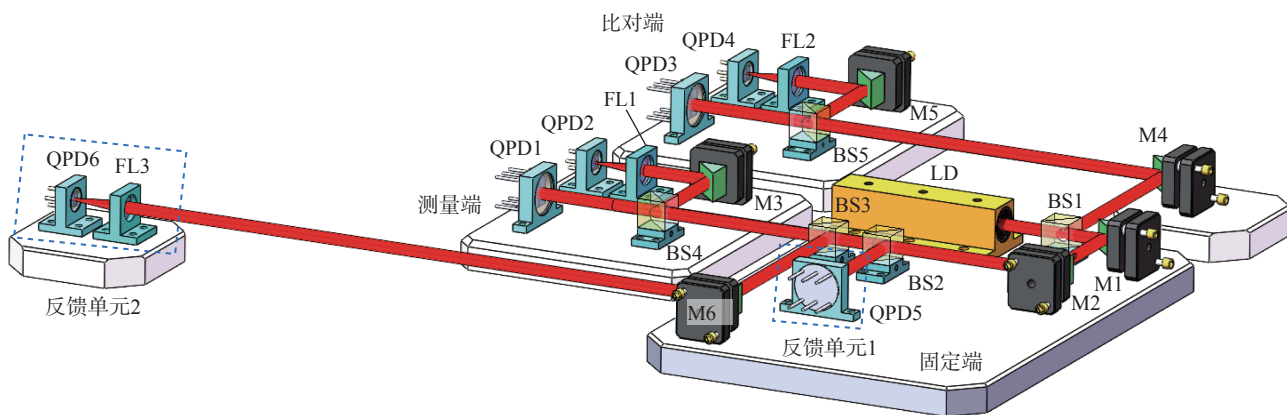 比对端
QPD4
FL2
QPD3
M5
FL1
QPD2
BS5
M4
QPD1
QPD6
FL3
LD
测量端
M3
BS3
BS1
BS4
BS2
M1
M2
M6
QPD5
反馈单元2
反馈单元1
固定端